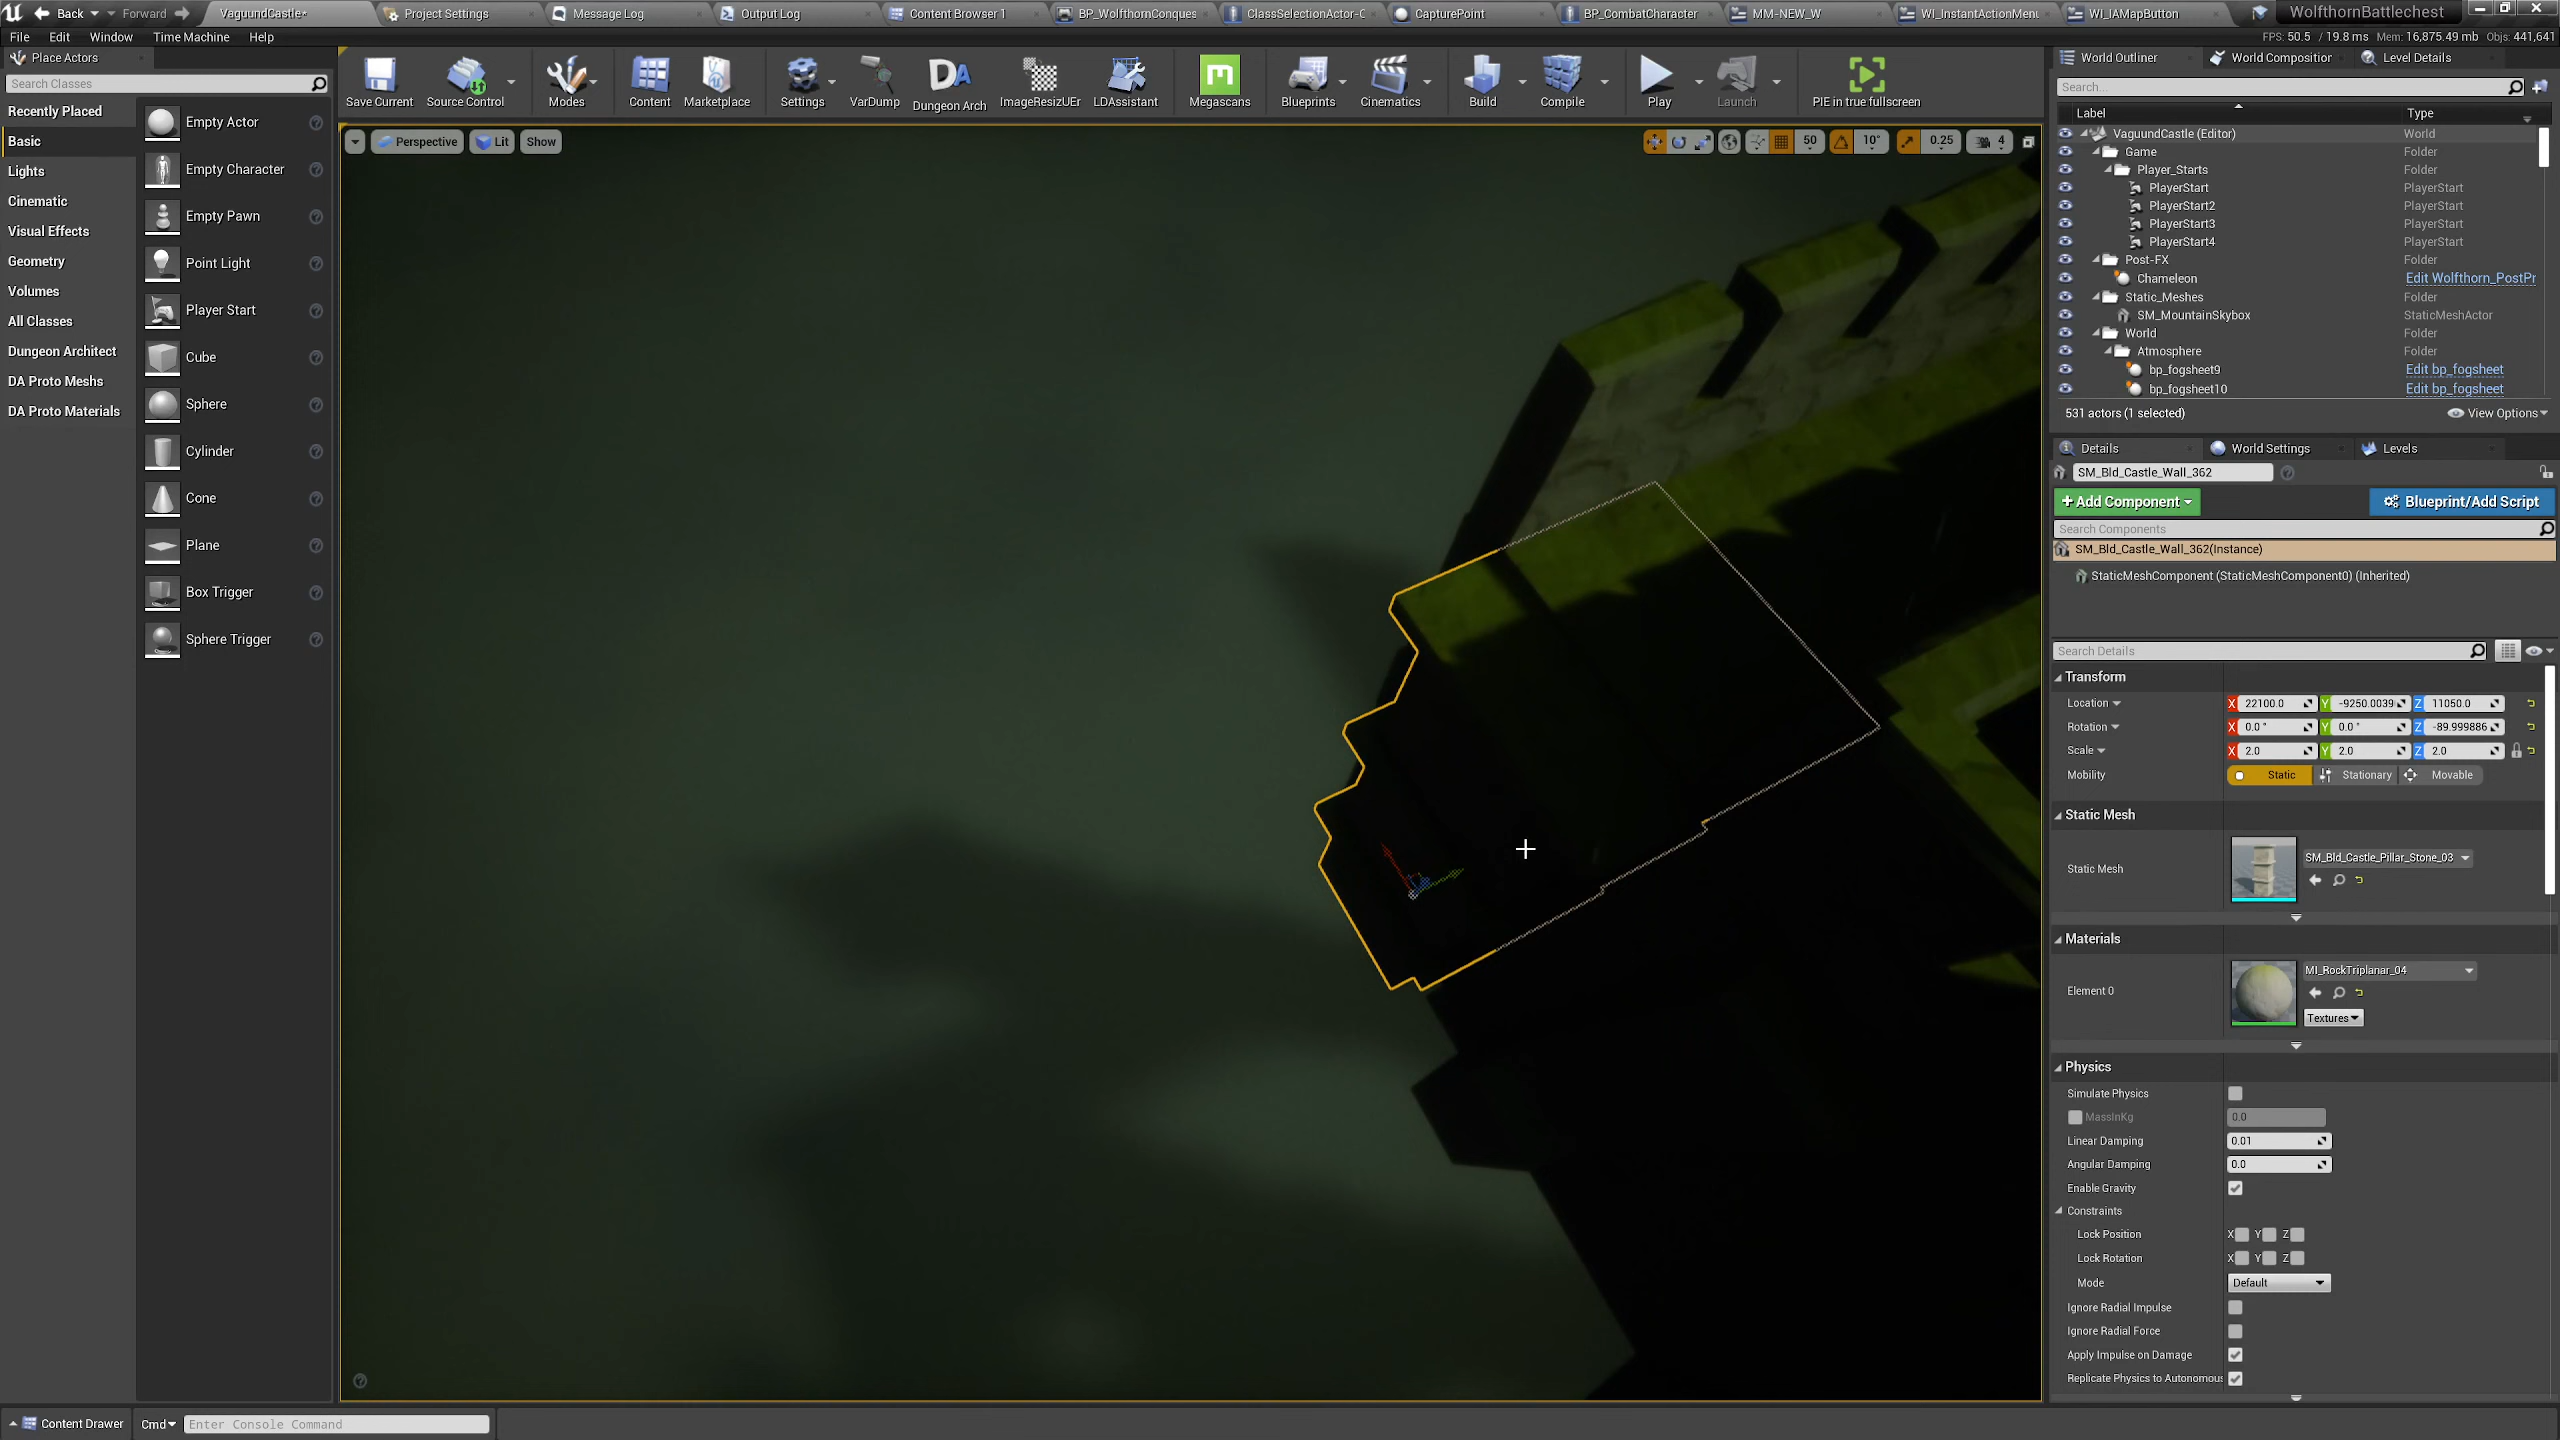 Back Forward VaguundCastle* Project Settings Message Log Output Log Content Browser 1 BP_WolfthornConques ClassSelectionActor-C CapturePoint BP_CombatCharacter MM-NEW_W WI_InstantActionMenu WI_IAMapButton WolfthornBattlechest
File Edit Window Time Machine Help
FPS: 50.5 / 19.8 ms Mem: 16,875.49 mb Objs: 441,641
Place Actors
Search Classes
Recently Placed
Basic
Lights
Cinematic
Visual Effects
Geometry
Volumes
All Classes
Dungeon Architect
DA Proto Meshs
DA Proto Materials
Empty Actor
Empty Character
Empty Pawn
Point Light
Player Start
Cube
Sphere
Cylinder
Cone
Plane
Box Trigger
Sphere Trigger
Save Current Source Control Modes Content Marketplace Settings VarDump Dungeon Arch ImageResizUEr LDAssistant Megascans Blueprints Cinematics Build Compile Play Launch PIE in true fullscreen
Perspective Lit Show
50 10° 0.25 4
World Outliner World Composition Level Details
Search...
Label Type
VaguundCastle (Editor) World
Game Folder
Player_Starts Folder
PlayerStart PlayerStart
PlayerStart2 PlayerStart
PlayerStart3 PlayerStart
PlayerStart4 PlayerStart
Post-FX Folder
Chameleon Edit Wolfthorn_PostPr
Static_Meshes Folder
SM_MountainSkybox StaticMeshActor
World Folder
Atmosphere Folder
bp_fogsheet9 Edit bp_fogsheet
bp_fogsheet10 Edit bp_fogsheet
531 actors (1 selected) View Options
Details World Settings Levels
SM_Bld_Castle_Wall_362
+ Add Component Blueprint/Add Script
Search Components
SM_Bld_Castle_Wall_362(Instance)
StaticMeshComponent (StaticMeshComponent0) (Inherited)
Search Details
Transform
Location X 22100.0 Y -9250.0039 Z 11050.0
Rotation X 0.0 ° Y 0.0 ° Z -89.999886
Scale X 2.0 Y 2.0 Z 2.0
Mobility Static Stationary Movable
Static Mesh
Static Mesh SM_Bld_Castle_Pillar_Stone_03
Materials
Element 0 MI_RockTriplanar_04
Textures
Physics
Simulate Physics
MassInKg 0.0
Linear Damping 0.01
Angular Damping 0.0
Enable Gravity
Constraints
Lock Position X Y Z
Lock Rotation X Y Z
Mode Default
Ignore Radial Impulse
Ignore Radial Force
Apply Impulse on Damage
Replicate Physics to Autonomous
Content Drawer Cmd Enter Console Command